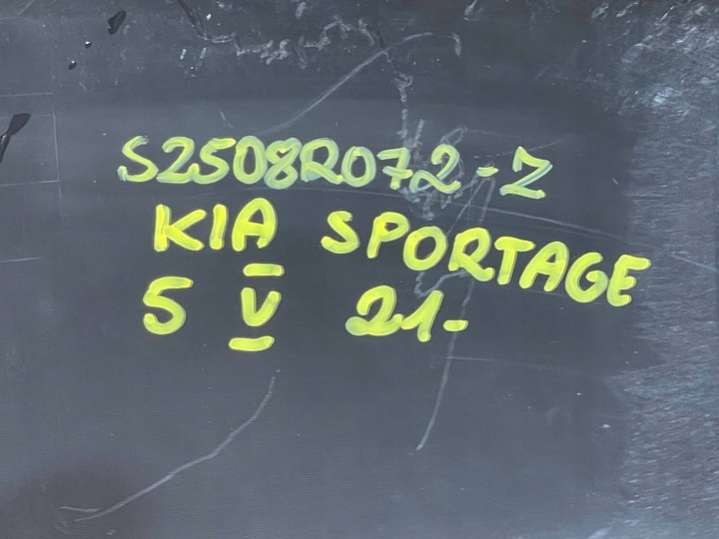 S2508R072-Z
KIA SPORTAGE
5 V 21-